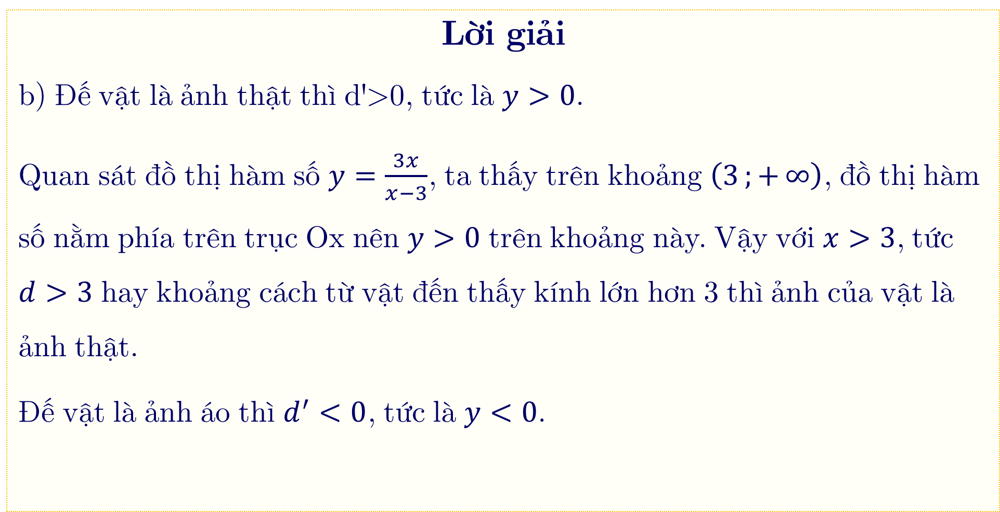 Lời giải
b) Đế vật là ảnh thật thì d'>0, tức là y > 0.
Quan sát đồ thị hàm số y = 3x/(x−3), ta thấy trên khoảng (3 ; + ∞), đồ thị hàm
số nằm phía trên trục Ox nên y > 0 trên khoảng này. Vậy với x > 3, tức
d > 3 hay khoảng cách từ vật đến thấy kính lớn hơn 3 thì ảnh của vật là
ảnh thật.
Đế vật là ảnh áo thì d′ < 0, tức là y < 0.